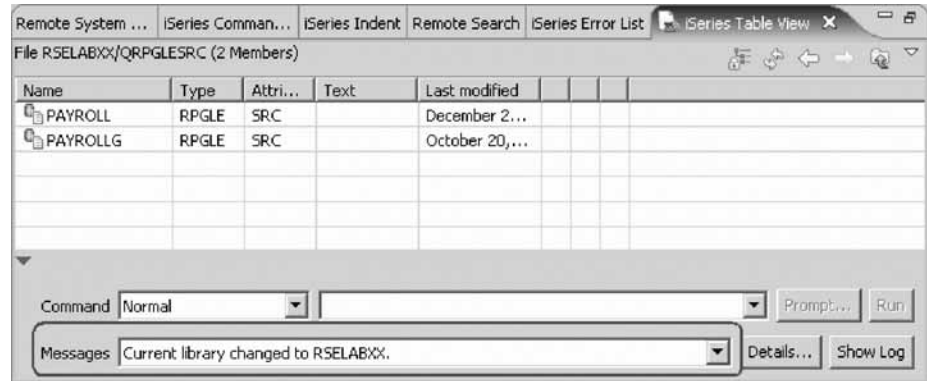 Remote System ... iSeries Comman... iSeries Indent Remote Search iSeries Error List iSeries Table View
File RSELABXX/QRPGLESRC (2 Members)
Name Type Attri... Text Last modified
PAYROLL RPGLE SRC December 2...
PAYROLLG RPGLE SRC October 20,...
Command Normal Prompt... Run
Messages Current library changed to RSELABXX. Details... Show Log